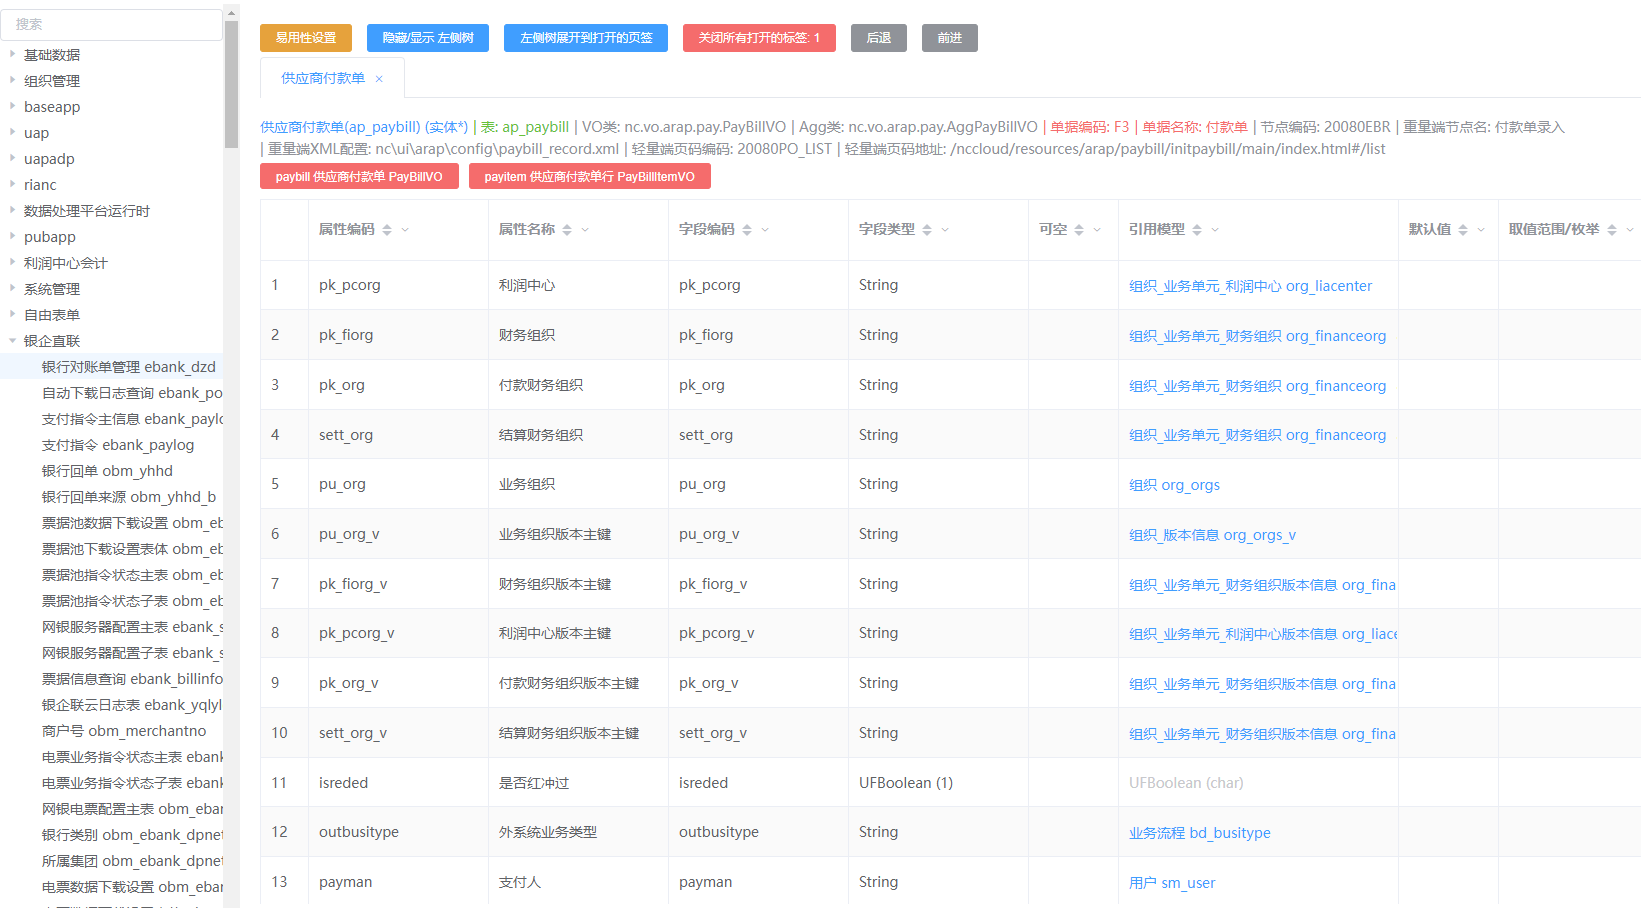 搜索
基础数据
组织管理
baseapp
uap
uapadp
rianc
数据处理平台运行时
pubapp
利润中心会计
系统管理
自由表单
银企直联
银行对账单管理 ebank_dzd
自动下载日志查询 ebank_po
支付指令主信息 ebank_paylo
支付指令 ebank_paylog
银行回单 obm_yhhd
银行回单来源 obm_yhhd_b
票据池数据下载设置 obm_eb
票据池下载设置表体 obm_eb
票据池指令状态主表 obm_eb
票据池指令状态子表 obm_eb
网银服务器配置主表 ebank_s
网银服务器配置子表 ebank_s
票据信息查询 ebank_billinfo
银企联云日志表 ebank_yqlyl
商户号 obm_merchantno
电票业务指令状态主表 ebank
电票业务指令状态子表 ebank
网银电票配置主表 obm_eban
银行类别 obm_ebank_dpnet
所属集团 obm_ebank_dpnet
电票数据下载设置 obm_eban
易用性设置 隐藏/显示 左侧树 左侧树展开到打开的页签 关闭所有打开的标签: 1 后退 前进
供应商付款单 ×
供应商付款单(ap_paybill) (实体*) | 表: ap_paybill | VO类: nc.vo.arap.pay.PayBillVO | Agg类: nc.vo.arap.pay.AggPayBillVO | 单据编码: F3 | 单据名称: 付款单 | 节点编码: 20080EBR | 重量端节点名: 付款单录入
| 重量端XML配置: nc\ui\arap\config\paybill_record.xml | 轻量端页码编码: 20080PO_LIST | 轻量端页码地址: /nccloud/resources/arap/paybill/initpaybill/main/index.html#/list
paybill 供应商付款单 PayBillVO payitem 供应商付款单行 PayBillItemVO
属性编码 属性名称 字段编码 字段类型 可空 引用模型 默认值 取值范围/枚举
1 pk_pcorg 利润中心 pk_pcorg String 组织_业务单元_利润中心 org_liacenter
2 pk_fiorg 财务组织 pk_fiorg String 组织_业务单元_财务组织 org_financeorg
3 pk_org 付款财务组织 pk_org String 组织_业务单元_财务组织 org_financeorg
4 sett_org 结算财务组织 sett_org String 组织_业务单元_财务组织 org_financeorg
5 pu_org 业务组织 pu_org String 组织 org_orgs
6 pu_org_v 业务组织版本主键 pu_org_v String 组织_版本信息 org_orgs_v
7 pk_fiorg_v 财务组织版本主键 pk_fiorg_v String 组织_业务单元_财务组织版本信息 org_fina
8 pk_pcorg_v 利润中心版本主键 pk_pcorg_v String 组织_业务单元_利润中心版本信息 org_liace
9 pk_org_v 付款财务组织版本主键 pk_org_v String 组织_业务单元_财务组织版本信息 org_fina
10 sett_org_v 结算财务组织版本主键 sett_org_v String 组织_业务单元_财务组织版本信息 org_fina
11 isreded 是否红冲过 isreded UFBoolean (1) UFBoolean (char)
12 outbusitype 外系统业务类型 outbusitype String 业务流程 bd_busitype
13 payman 支付人 payman String 用户 sm_user